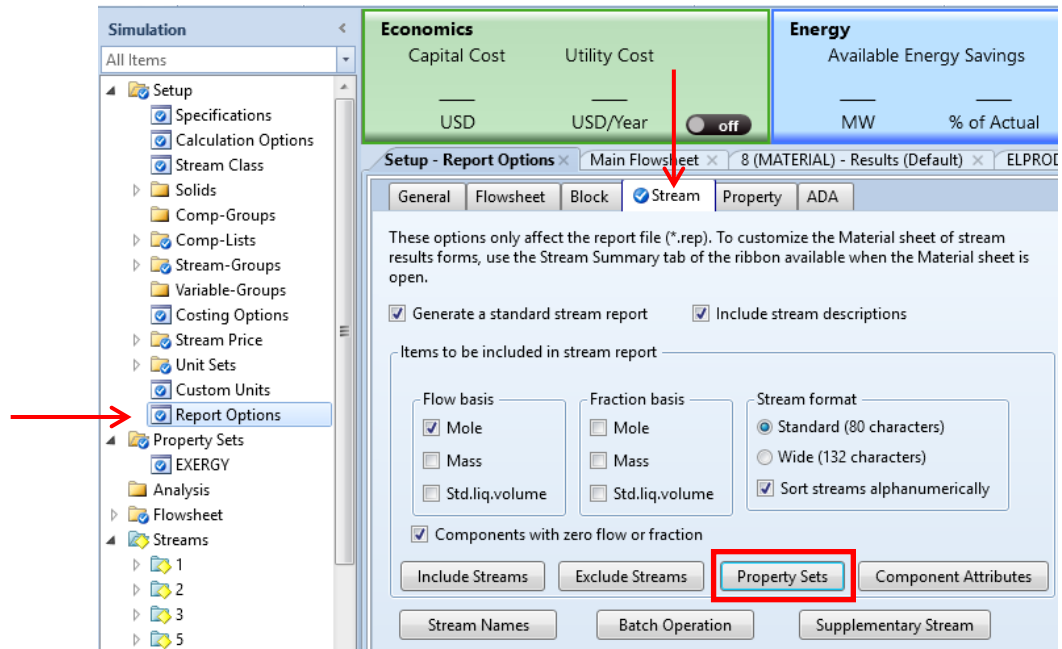 Simulation
All Items
Setup
Specifications
Calculation Options
Stream Class
Solids
Comp-Groups
Comp-Lists
Stream-Groups
Variable-Groups
Costing Options
Stream Price
Unit Sets
Custom Units
Report Options
Property Sets
EXERGY
Analysis
Flowsheet
Streams
1
2
3
5
Economics
Capital Cost Utility Cost
USD USD/Year off
Energy
Available Energy Savings
MW % of Actual
Setup - Report Options Main Flowsheet 8 (MATERIAL) - Results (Default) ELPROD
General Flowsheet Block Stream Property ADA
These options only affect the report file (*.rep). To customize the Material sheet of stream
results forms, use the Stream Summary tab of the ribbon available when the Material sheet is
open.
Generate a standard stream report Include stream descriptions
Items to be included in stream report
Flow basis
Mole
Mass
Std.liq.volume
Fraction basis
Mole
Mass
Std.liq.volume
Stream format
Standard (80 characters)
Wide (132 characters)
Sort streams alphanumerically
Components with zero flow or fraction
Include Streams Exclude Streams Property Sets Component Attributes
Stream Names Batch Operation Supplementary Stream